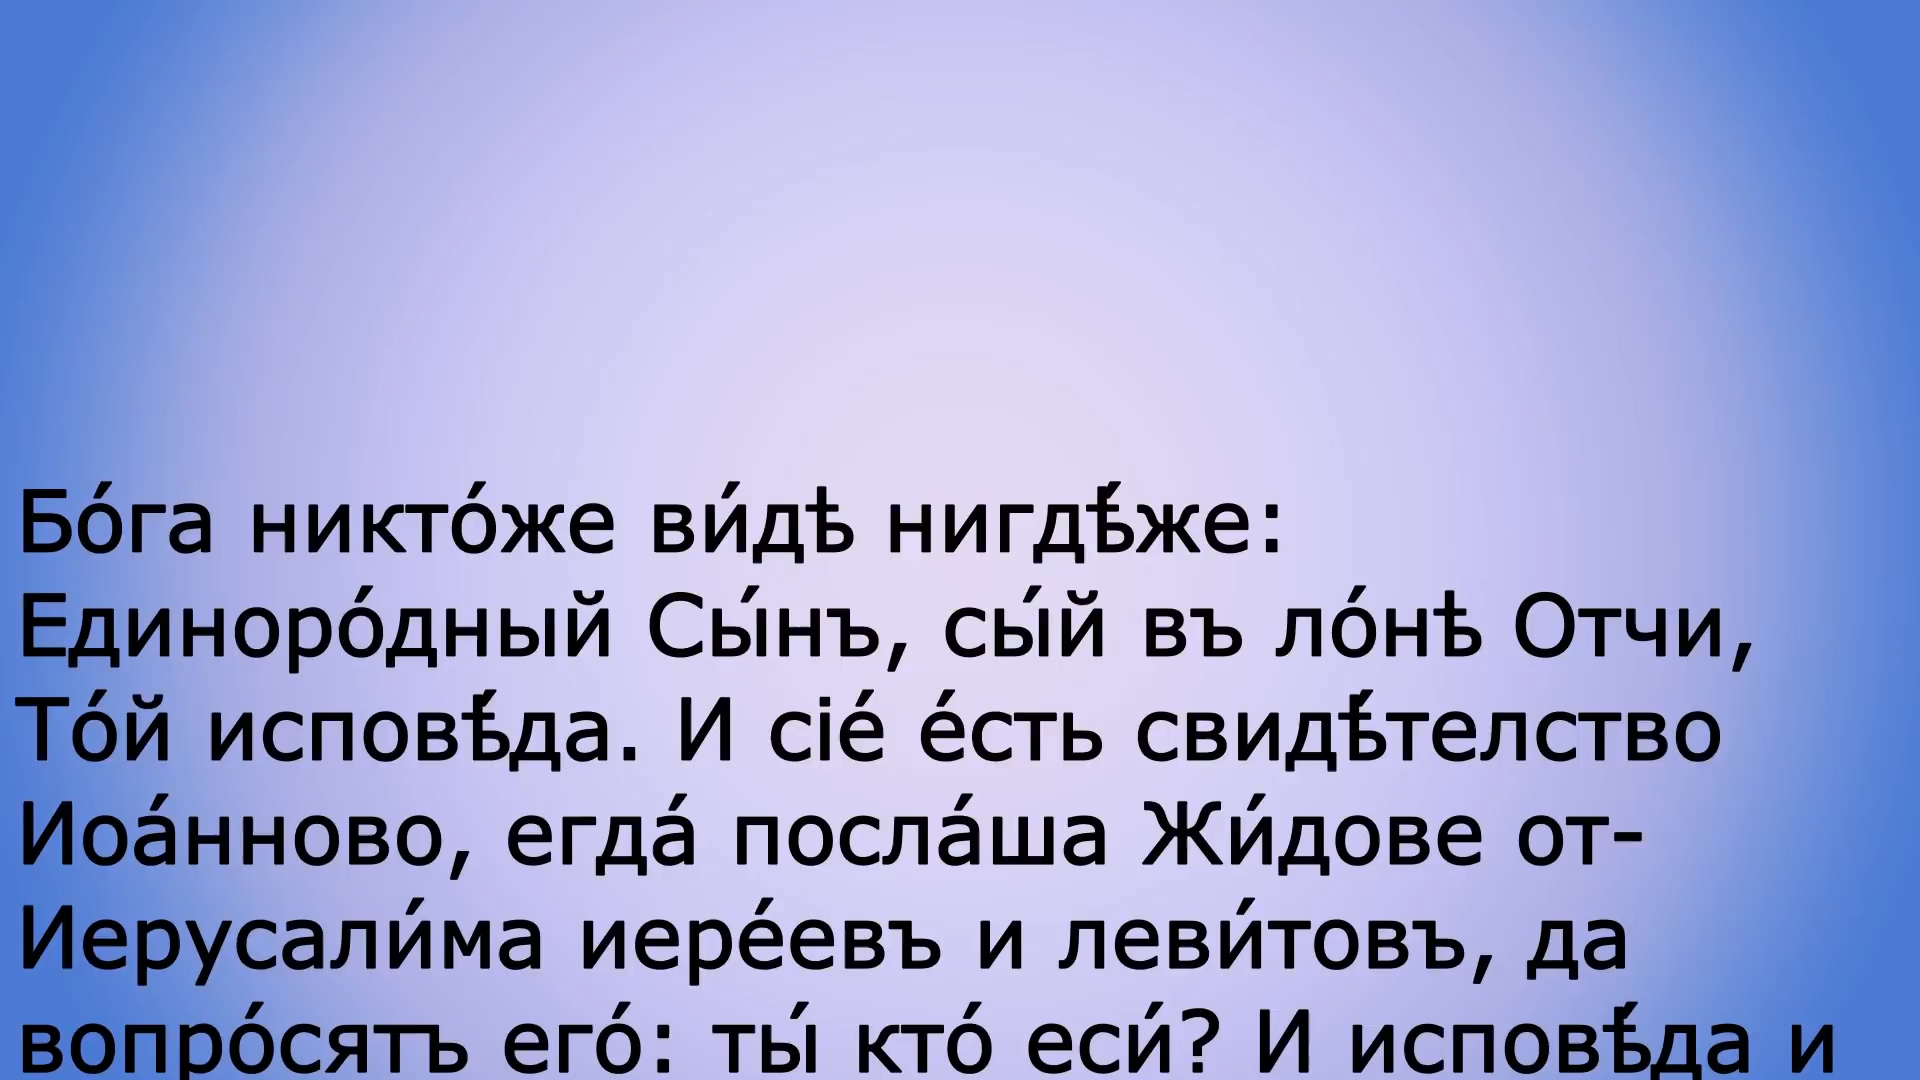 Бо́га никто́же ви́дѣ нигдѣ́же:
Единоро́дный Сы́нъ, сы́й въ ло́нѣ Отчи,
То́й исповѣ́да. И сіе́ е́сть свидѣ́телство
Иоа́нново, егда́ посла́ша Жи́дове от-
Иерусали́ма иере́евъ и леви́товъ, да
вопро́сятъ его́: ты́ кто́ еси́? И исповѣ́да и